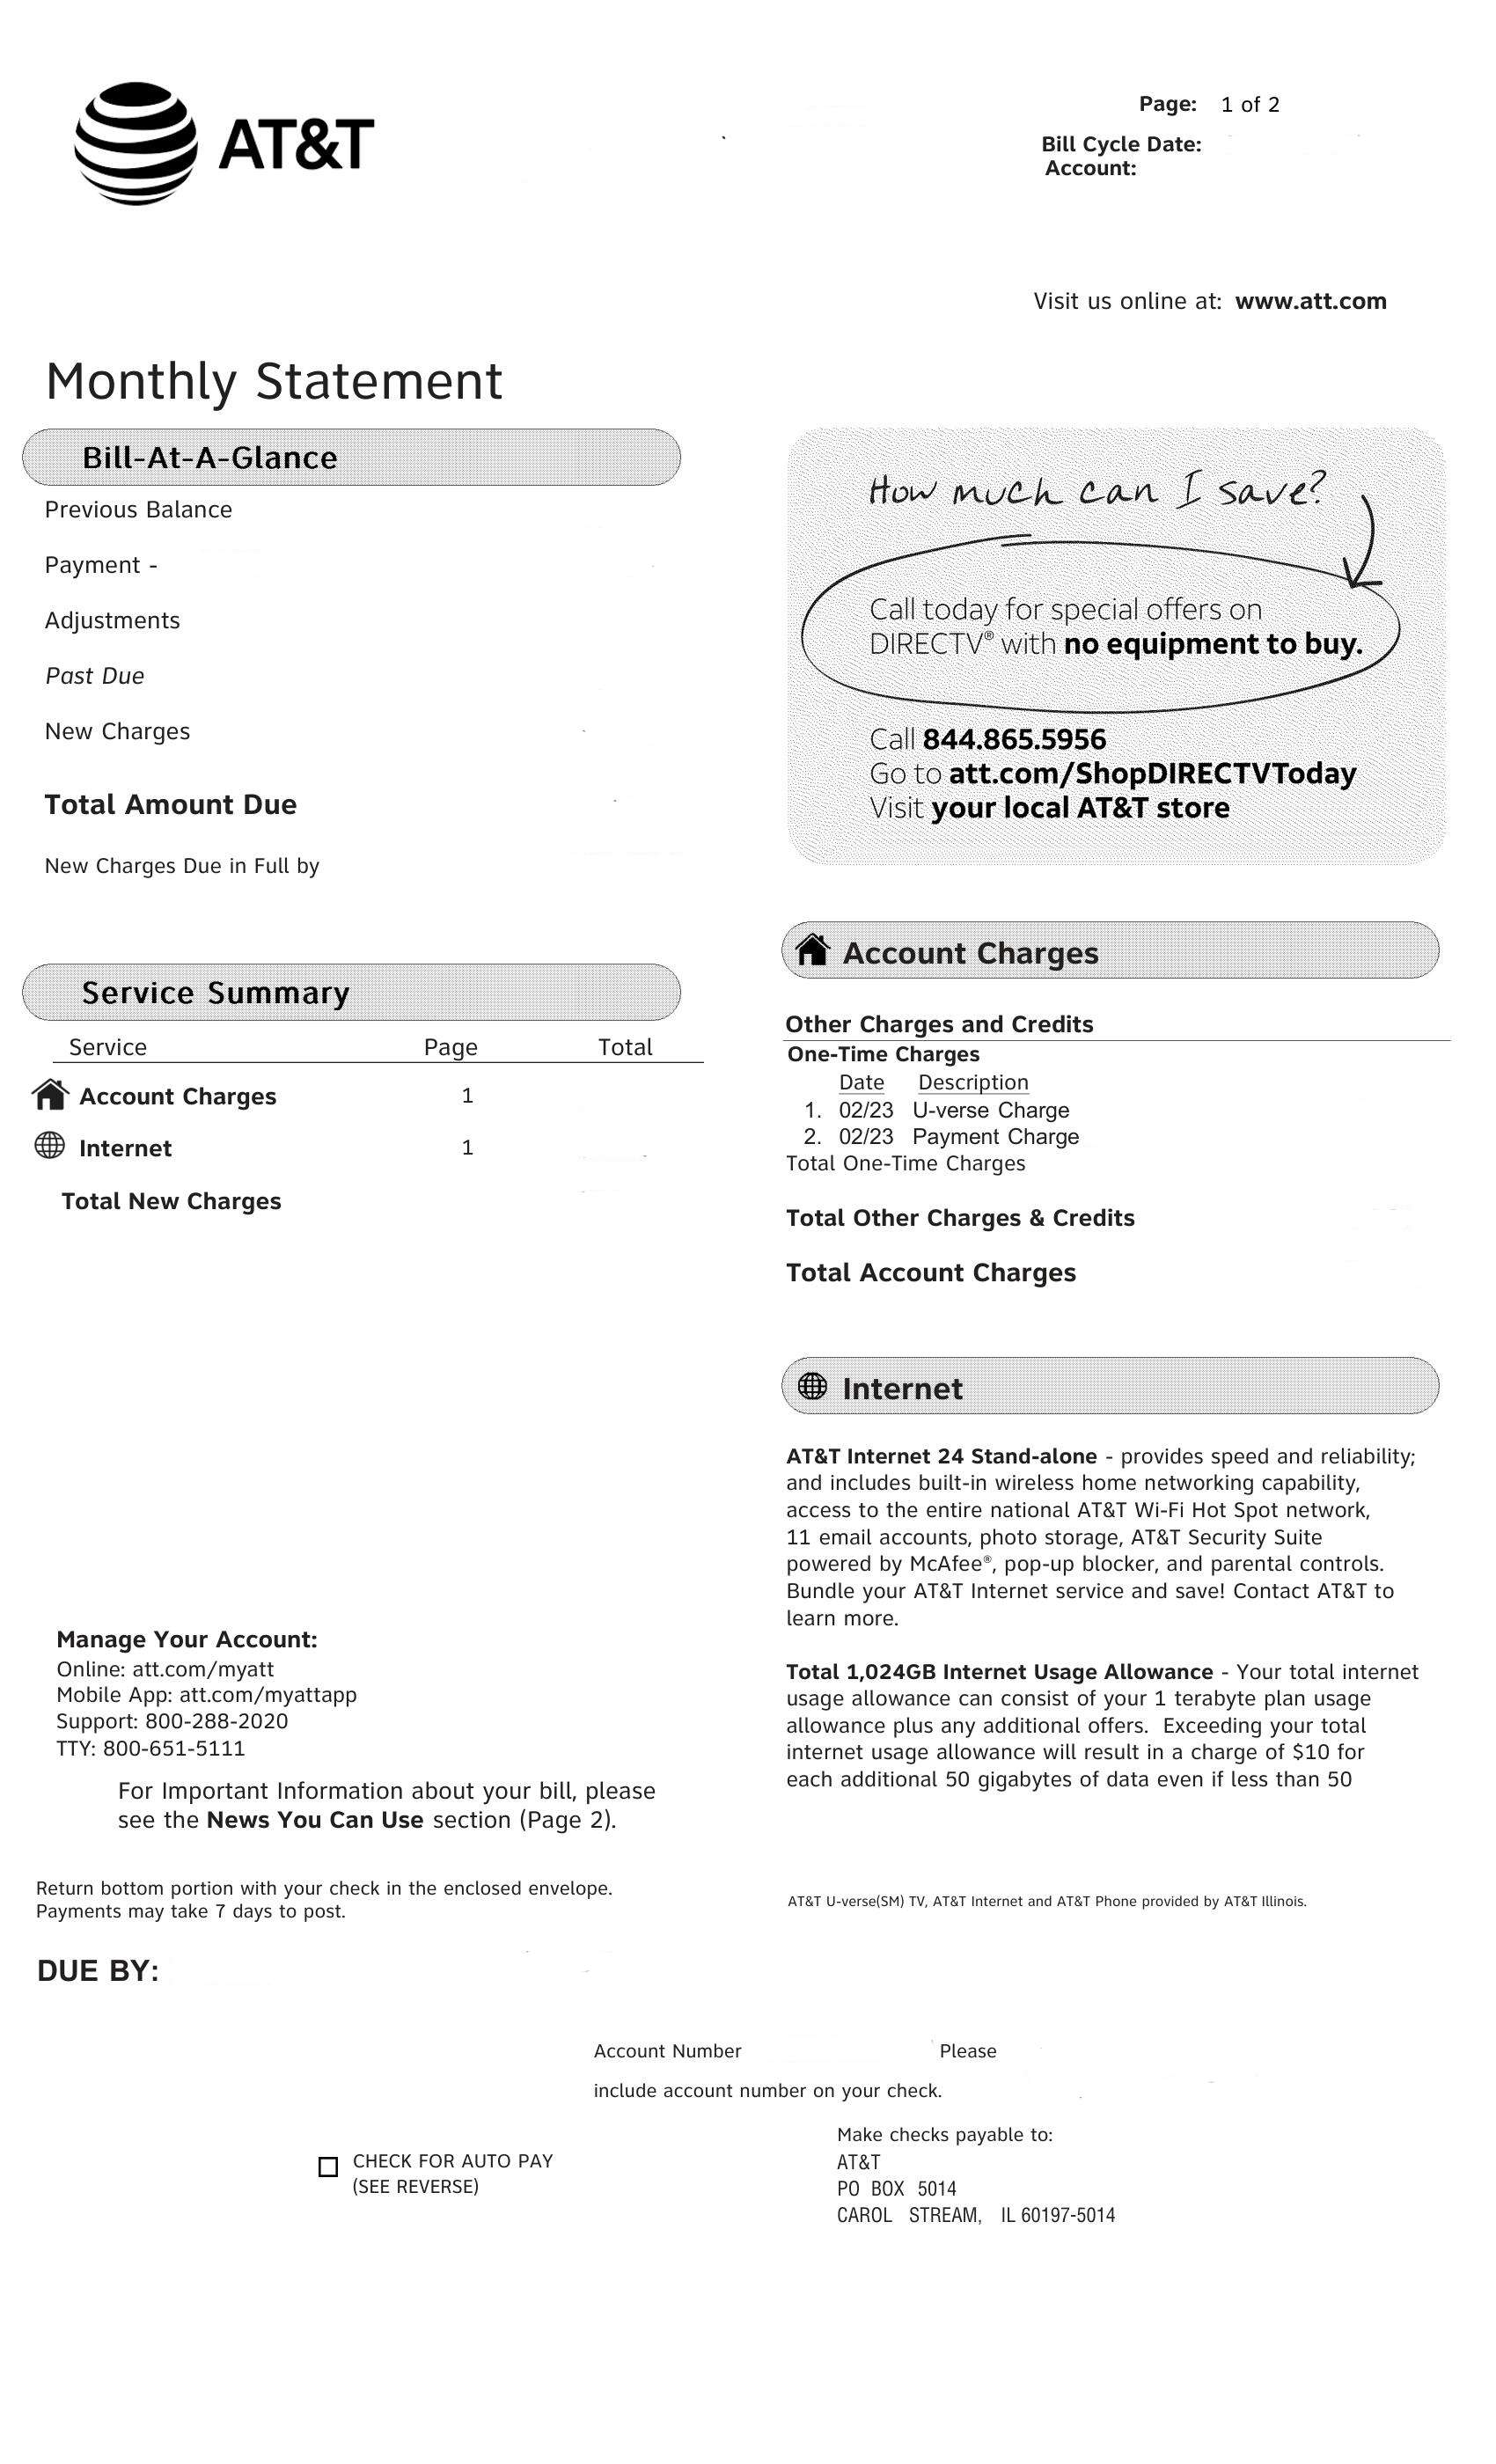 AT&T
Page: 1 of 2
Bill Cycle Date:
Account:
Visit us online at: www.att.com
Monthly Statement
Bill-At-A-Glance
Previous Balance
Payment -
Adjustments
Past Due
New Charges
Total Amount Due
New Charges Due in Full by
Service Summary
Service Page Total
Account Charges 1
Internet 1
Total New Charges
Manage Your Account:
Online: att.com/myatt
Mobile App: att.com/myattapp
Support: 800-288-2020
TTY: 800-651-5111
For Important Information about your bill, please
see the News You Can Use section (Page 2).
How much can I save?
Call today for special offers on
DIRECTV® with no equipment to buy.
Call 844.865.5956
Go to att.com/ShopDIRECTVToday
Visit your local AT&T store
Account Charges
Other Charges and Credits
One-Time Charges
Date Description
1. 02/23 U-verse Charge
2. 02/23 Payment Charge
Total One-Time Charges
Total Other Charges & Credits
Total Account Charges
Internet
AT&T Internet 24 Stand-alone - provides speed and reliability;
and includes built-in wireless home networking capability,
access to the entire national AT&T Wi-Fi Hot Spot network,
11 email accounts, photo storage, AT&T Security Suite
powered by McAfee®, pop-up blocker, and parental controls.
Bundle your AT&T Internet service and save! Contact AT&T to
learn more.
Total 1,024GB Internet Usage Allowance - Your total internet
usage allowance can consist of your 1 terabyte plan usage
allowance plus any additional offers. Exceeding your total
internet usage allowance will result in a charge of $10 for
each additional 50 gigabytes of data even if less than 50
Return bottom portion with your check in the enclosed envelope.
Payments may take 7 days to post.
AT&T U-verse(SM) TV, AT&T Internet and AT&T Phone provided by AT&T Illinois.
DUE BY:
Account Number Please
include account number on your check.
CHECK FOR AUTO PAY
(SEE REVERSE)
Make checks payable to:
AT&T
PO BOX 5014
CAROL STREAM, IL 60197-5014